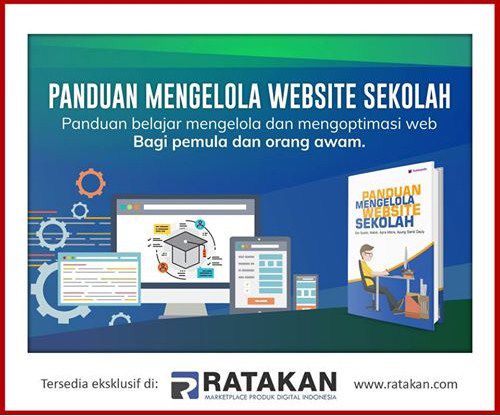 PANDUAN MENGELOLA WEBSITE SEKOLAH
Panduan belajar mengelola dan mengoptimasi web
Bagi pemula dan orang awam.
PANDUAN
MENGELOLA
WEBSITE
SEKOLAH
Tersedia eksklusif di:
RATAKAN
MARKETPLACE PRODUK DIGITAL INDONESIA
www.ratakan.com